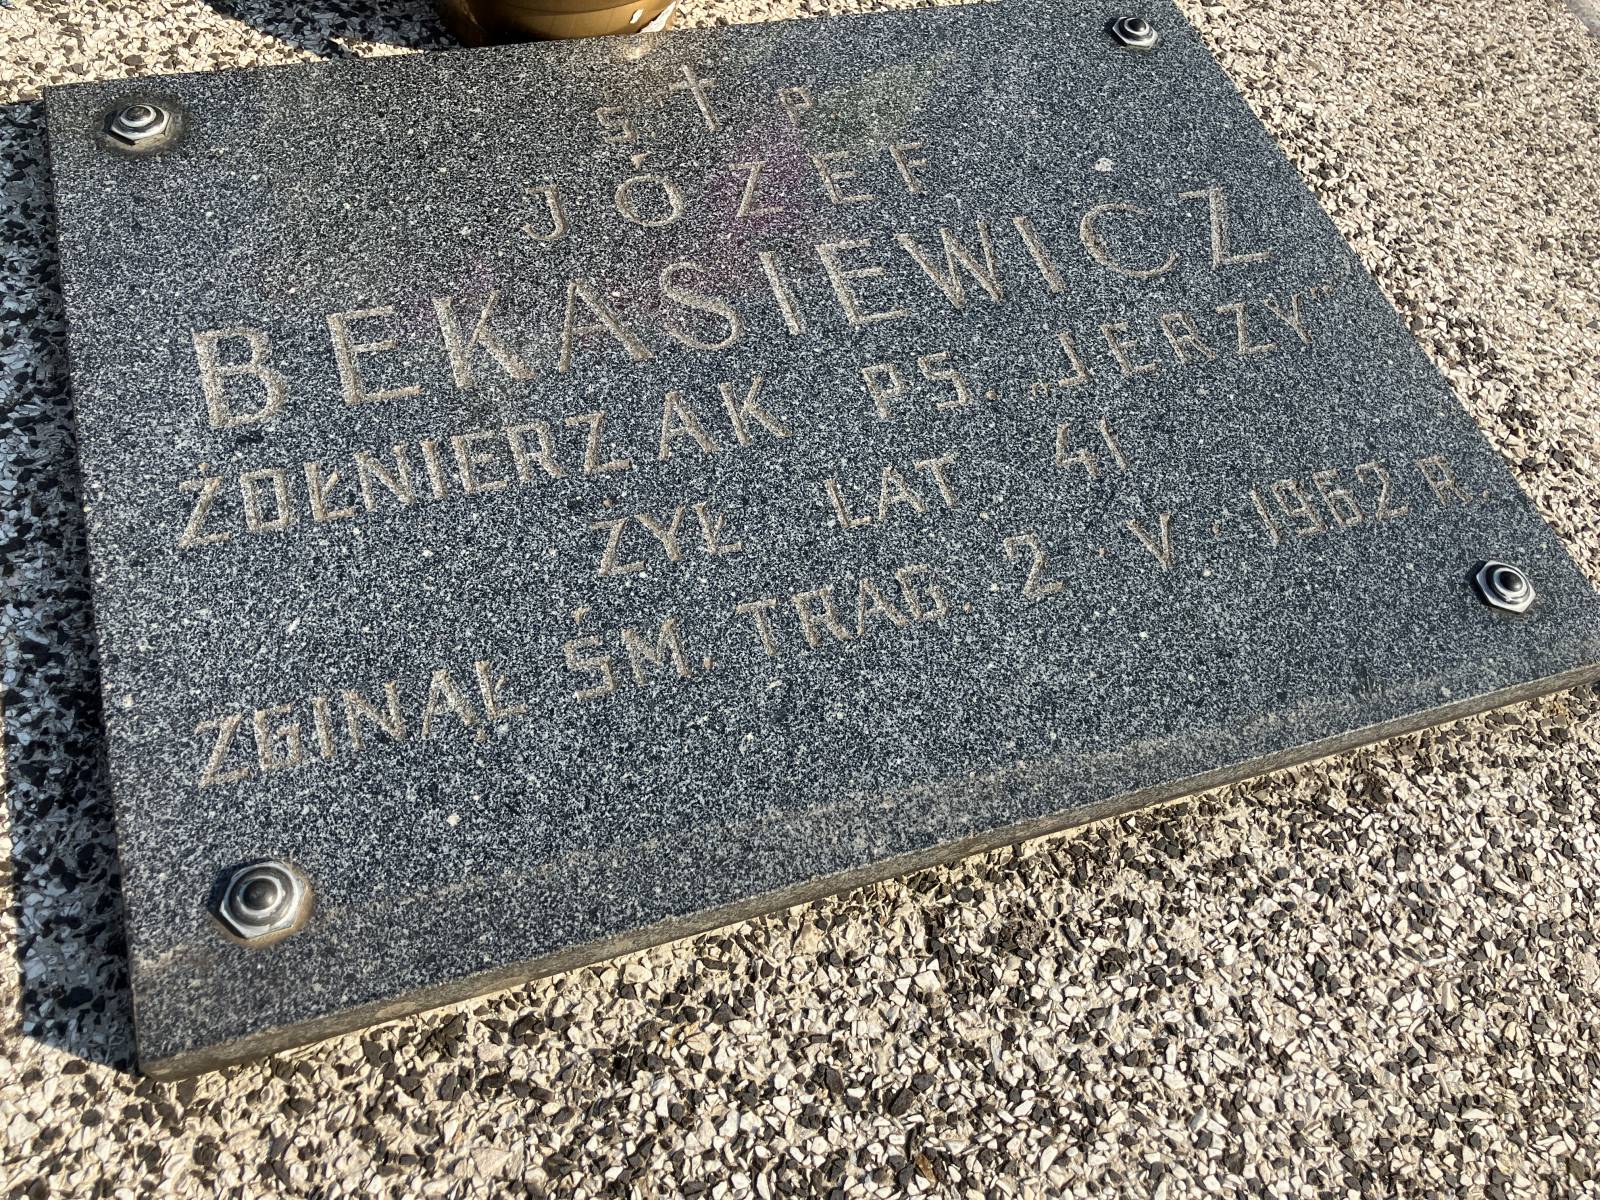 Ś. † P
JÓZEF
BEKASIEWICZ
ŻOŁNIERZ AK PS. „JERZY”
ŻYŁ LAT 41
ZGINĄŁ ŚM. TRAG. 2.V.1962 R.